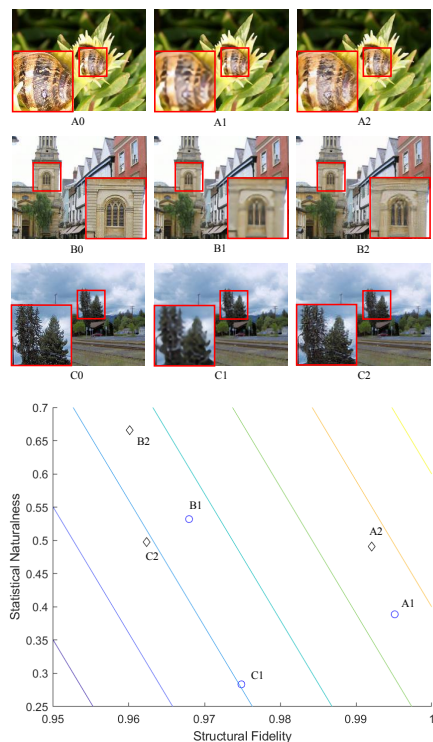 A0 A1 A2
B0 B1 B2
C0 C1 C2
0.7
0.65
0.6
0.55
0.5
0.45
0.4
0.35
0.3
0.25
Statistical Naturalness
B2
B1
C2
A2
A1
C1
0.95 0.96 0.97 0.98 0.99 1
Structural Fidelity